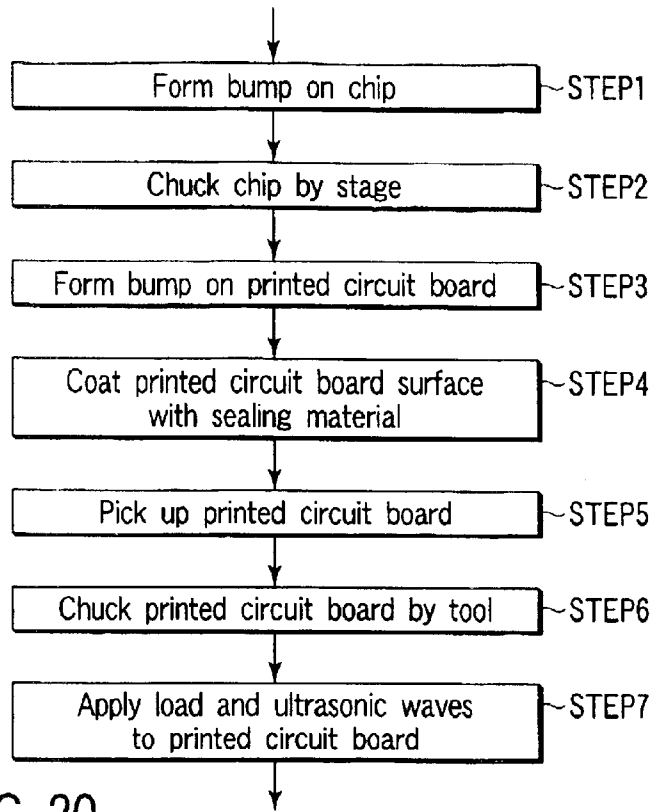 Form bump on chip
~STEP1
Chuck chip by stage
~STEP2
Form bump on printed circuit board
~STEP3
Coat printed circuit board surface
with sealing material
~STEP4
Pick up printed circuit board
~STEP5
Chuck printed circuit board by tool
~STEP6
Apply load and ultrasonic waves
to printed circuit board
~STEP7